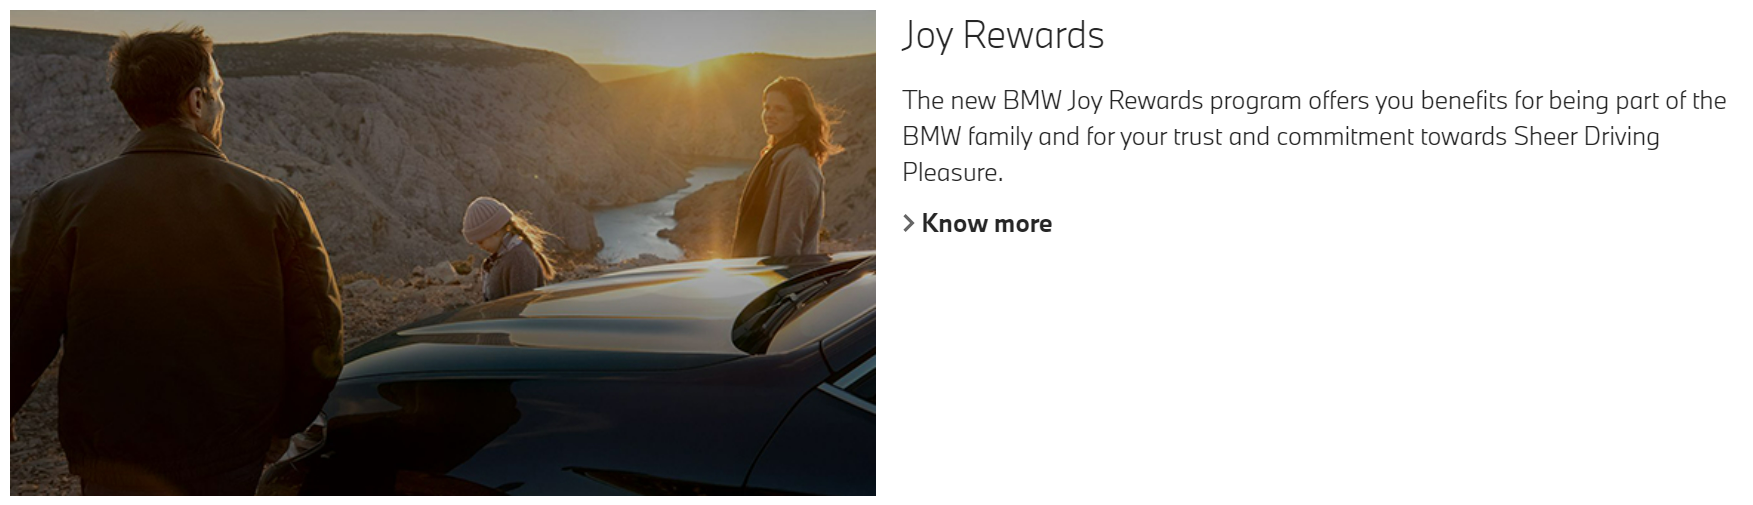 Joy Rewards
The new BMW Joy Rewards program offers you benefits for being part of the
BMW family and for your trust and commitment towards Sheer Driving
Pleasure.
Know more